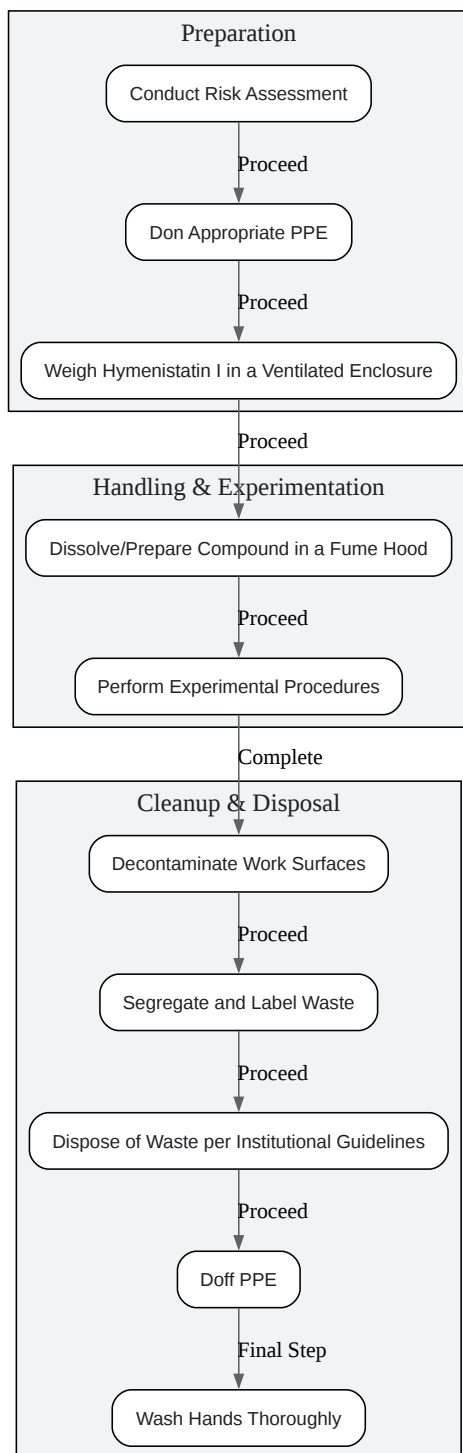 Preparation
Conduct Risk Assessment
Proceed
Don Appropriate PPE
Proceed
Weigh Hymenistatin I in a Ventilated Enclosure
Proceed
Handling & Experimentation
Dissolve/Prepare Compound in a Fume Hood
Proceed
Perform Experimental Procedures
Complete
Cleanup & Disposal
Decontaminate Work Surfaces
Proceed
Segregate and Label Waste
Proceed
Dispose of Waste per Institutional Guidelines
Proceed
Doff PPE
Final Step
Wash Hands Thoroughly